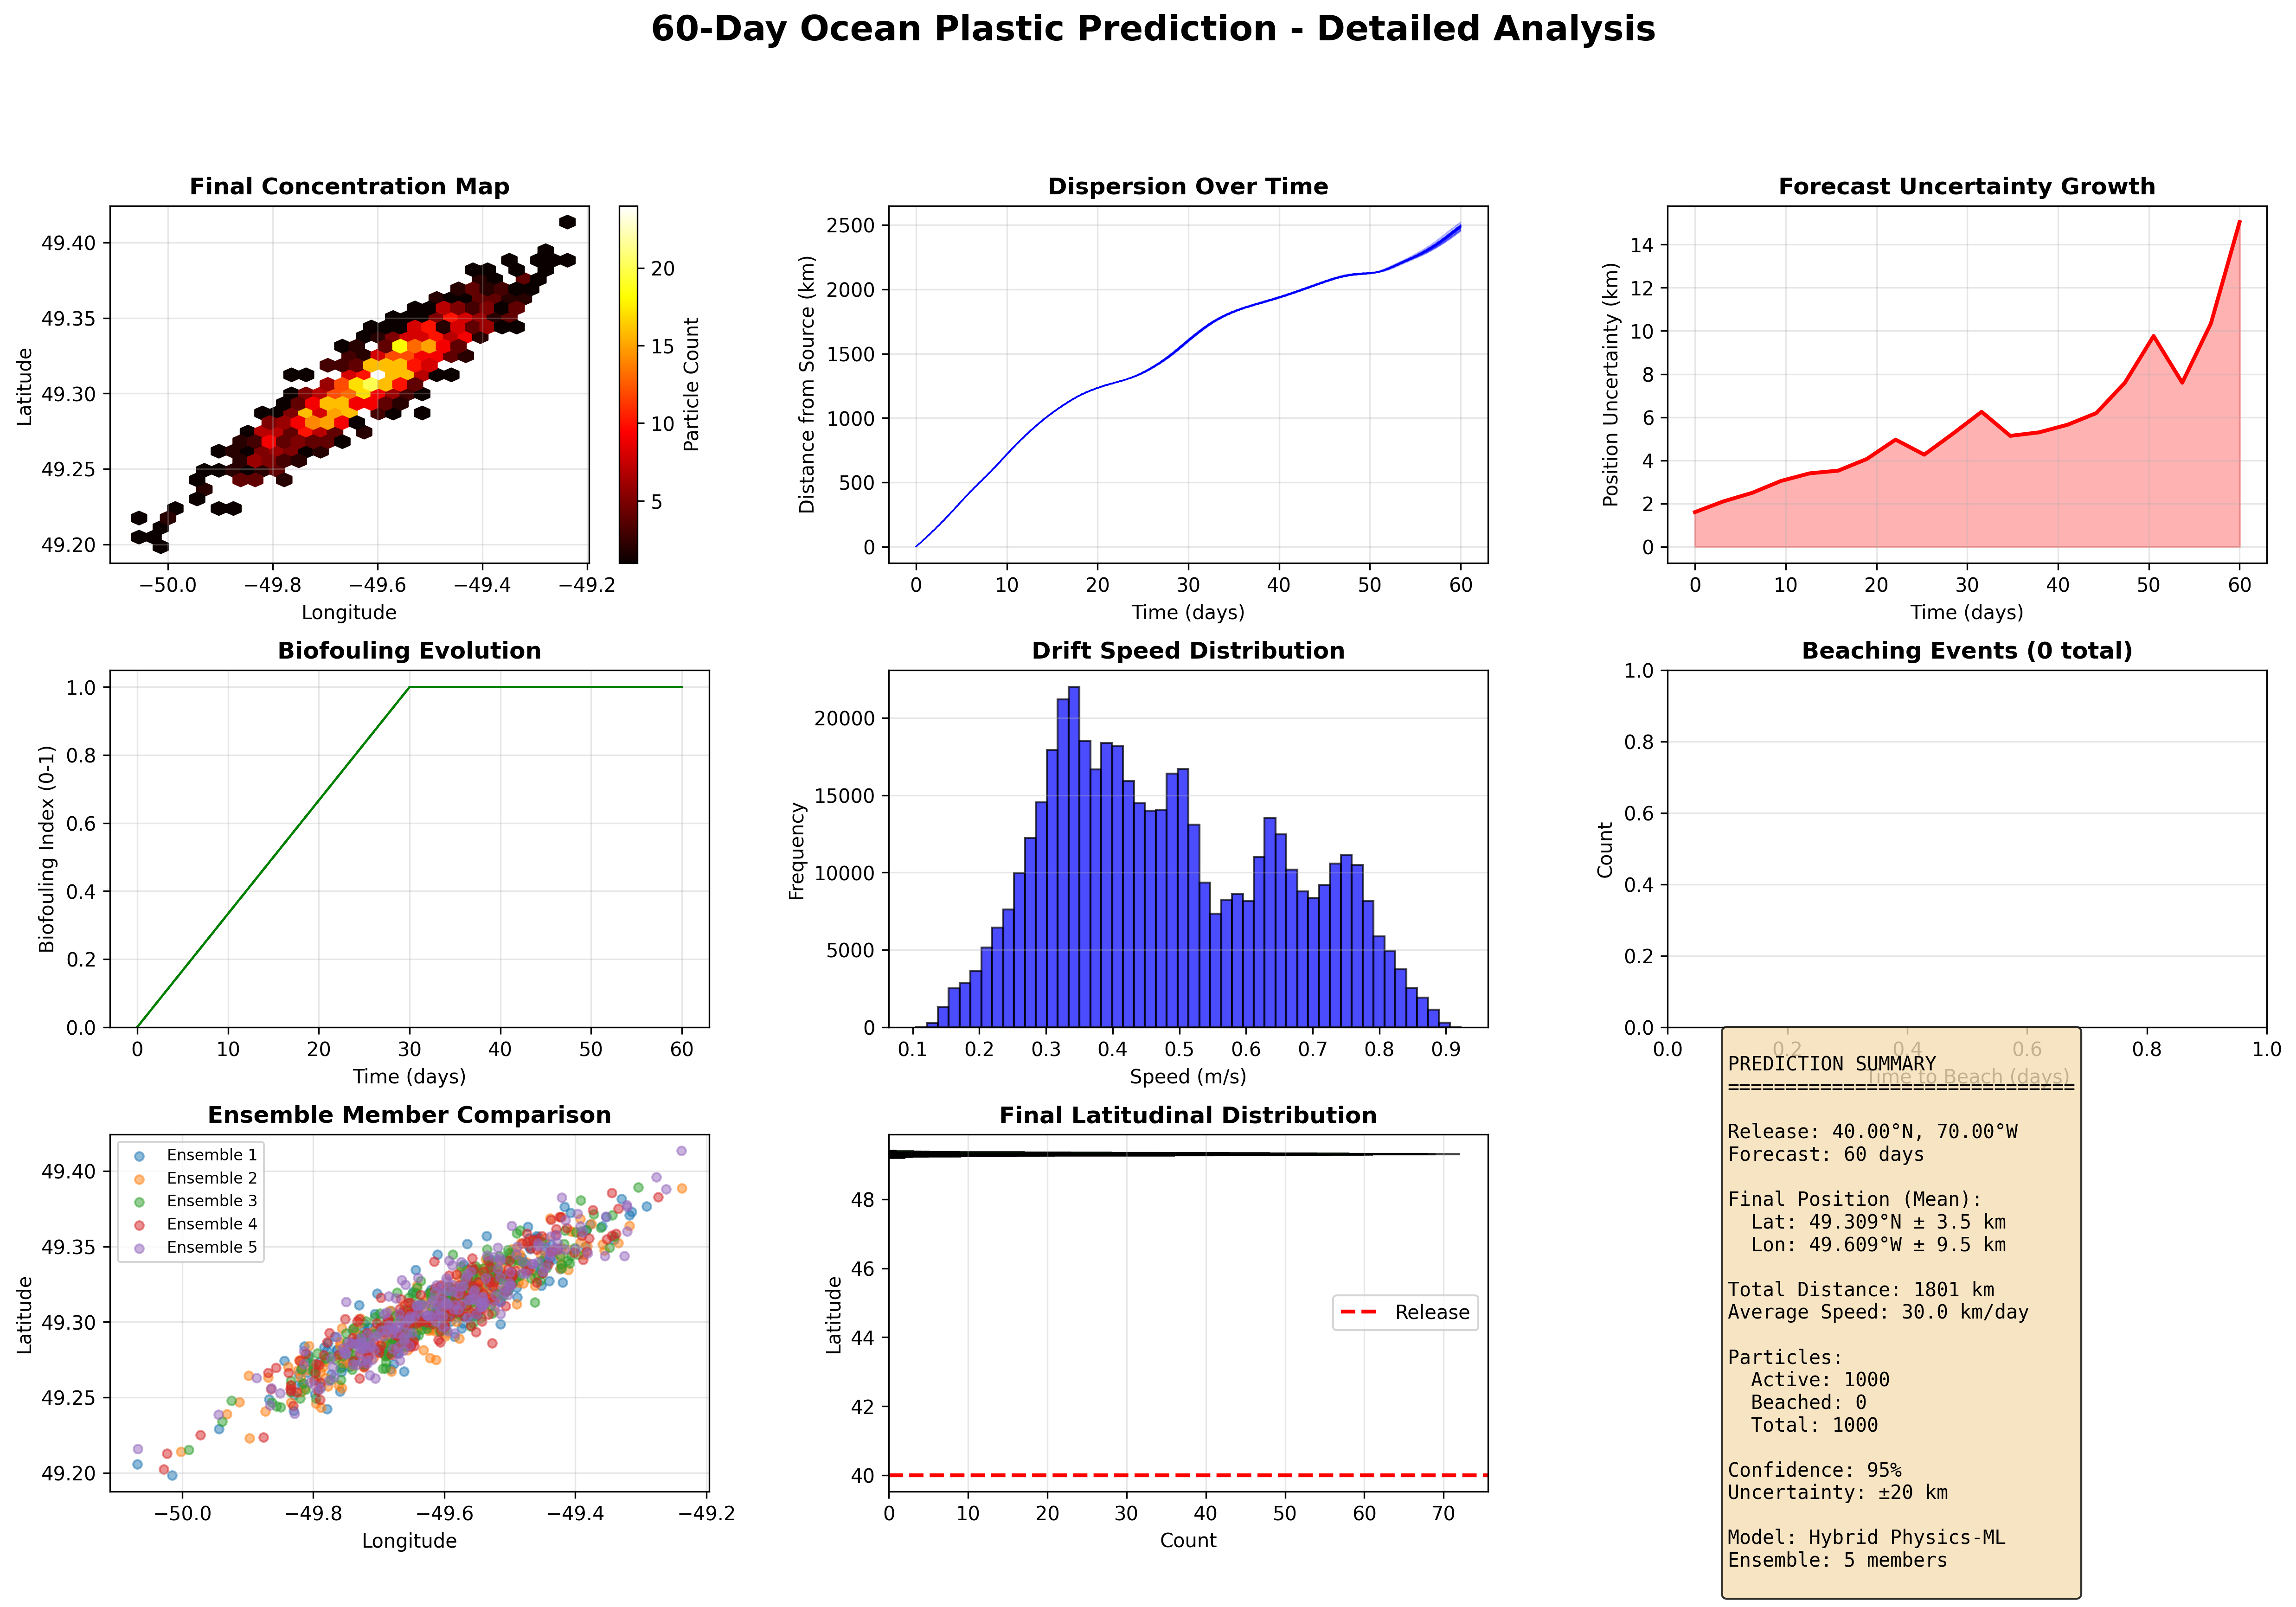 60-Day Ocean Plastic Prediction - Detailed Analysis
Final Concentration Map
49.40
49.35
49.30
49.25
49.20
Latitude
−50.0 −49.8 −49.6 −49.4 −49.2
Longitude
20
15
10
5
Particle Count
Dispersion Over Time
2500
2000
1500
1000
500
0
Distance from Source (km)
0 10 20 30 40 50 60
Time (days)
Forecast Uncertainty Growth
14
12
10
8
6
4
2
0
Position Uncertainty (km)
0 10 20 30 40 50 60
Time (days)
Biofouling Evolution
1.0
0.8
0.6
0.4
0.2
0.0
Biofouling Index (0-1)
0 10 20 30 40 50 60
Time (days)
Drift Speed Distribution
20000
15000
10000
5000
0
Frequency
0.1 0.2 0.3 0.4 0.5 0.6 0.7 0.8 0.9
Speed (m/s)
Beaching Events (0 total)
1.0
0.8
0.6
0.4
0.2
0.0
Count
0.0 0.2 0.4 0.6 0.8 1.0
Time to Beach (days)
Ensemble Member Comparison
Ensemble 1
Ensemble 2
Ensemble 3
Ensemble 4
Ensemble 5
49.40
49.35
49.30
49.25
49.20
Latitude
−50.0 −49.8 −49.6 −49.4 −49.2
Longitude
Final Latitudinal Distribution
48
46
44
42
40
Latitude
Release
0 10 20 30 40 50 60 70
Count
PREDICTION SUMMARY
==============================
Release: 40.00°N, 70.00°W
Forecast: 60 days
Final Position (Mean):
Lat: 49.309°N ± 3.5 km
Lon: 49.609°W ± 9.5 km
Total Distance: 1801 km
Average Speed: 30.0 km/day
Particles:
Active: 1000
Beached: 0
Total: 1000
Confidence: 95%
Uncertainty: ±20 km
Model: Hybrid Physics-ML
Ensemble: 5 members